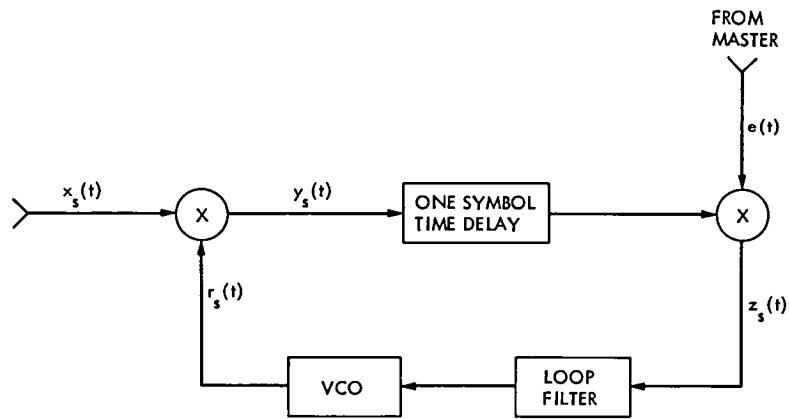 FROM
MASTER
e(t)
x_s(t)
X
y_s(t)
ONE SYMBOL
TIME DELAY
X
r_s(t)
z_s(t)
VCO
LOOP
FILTER